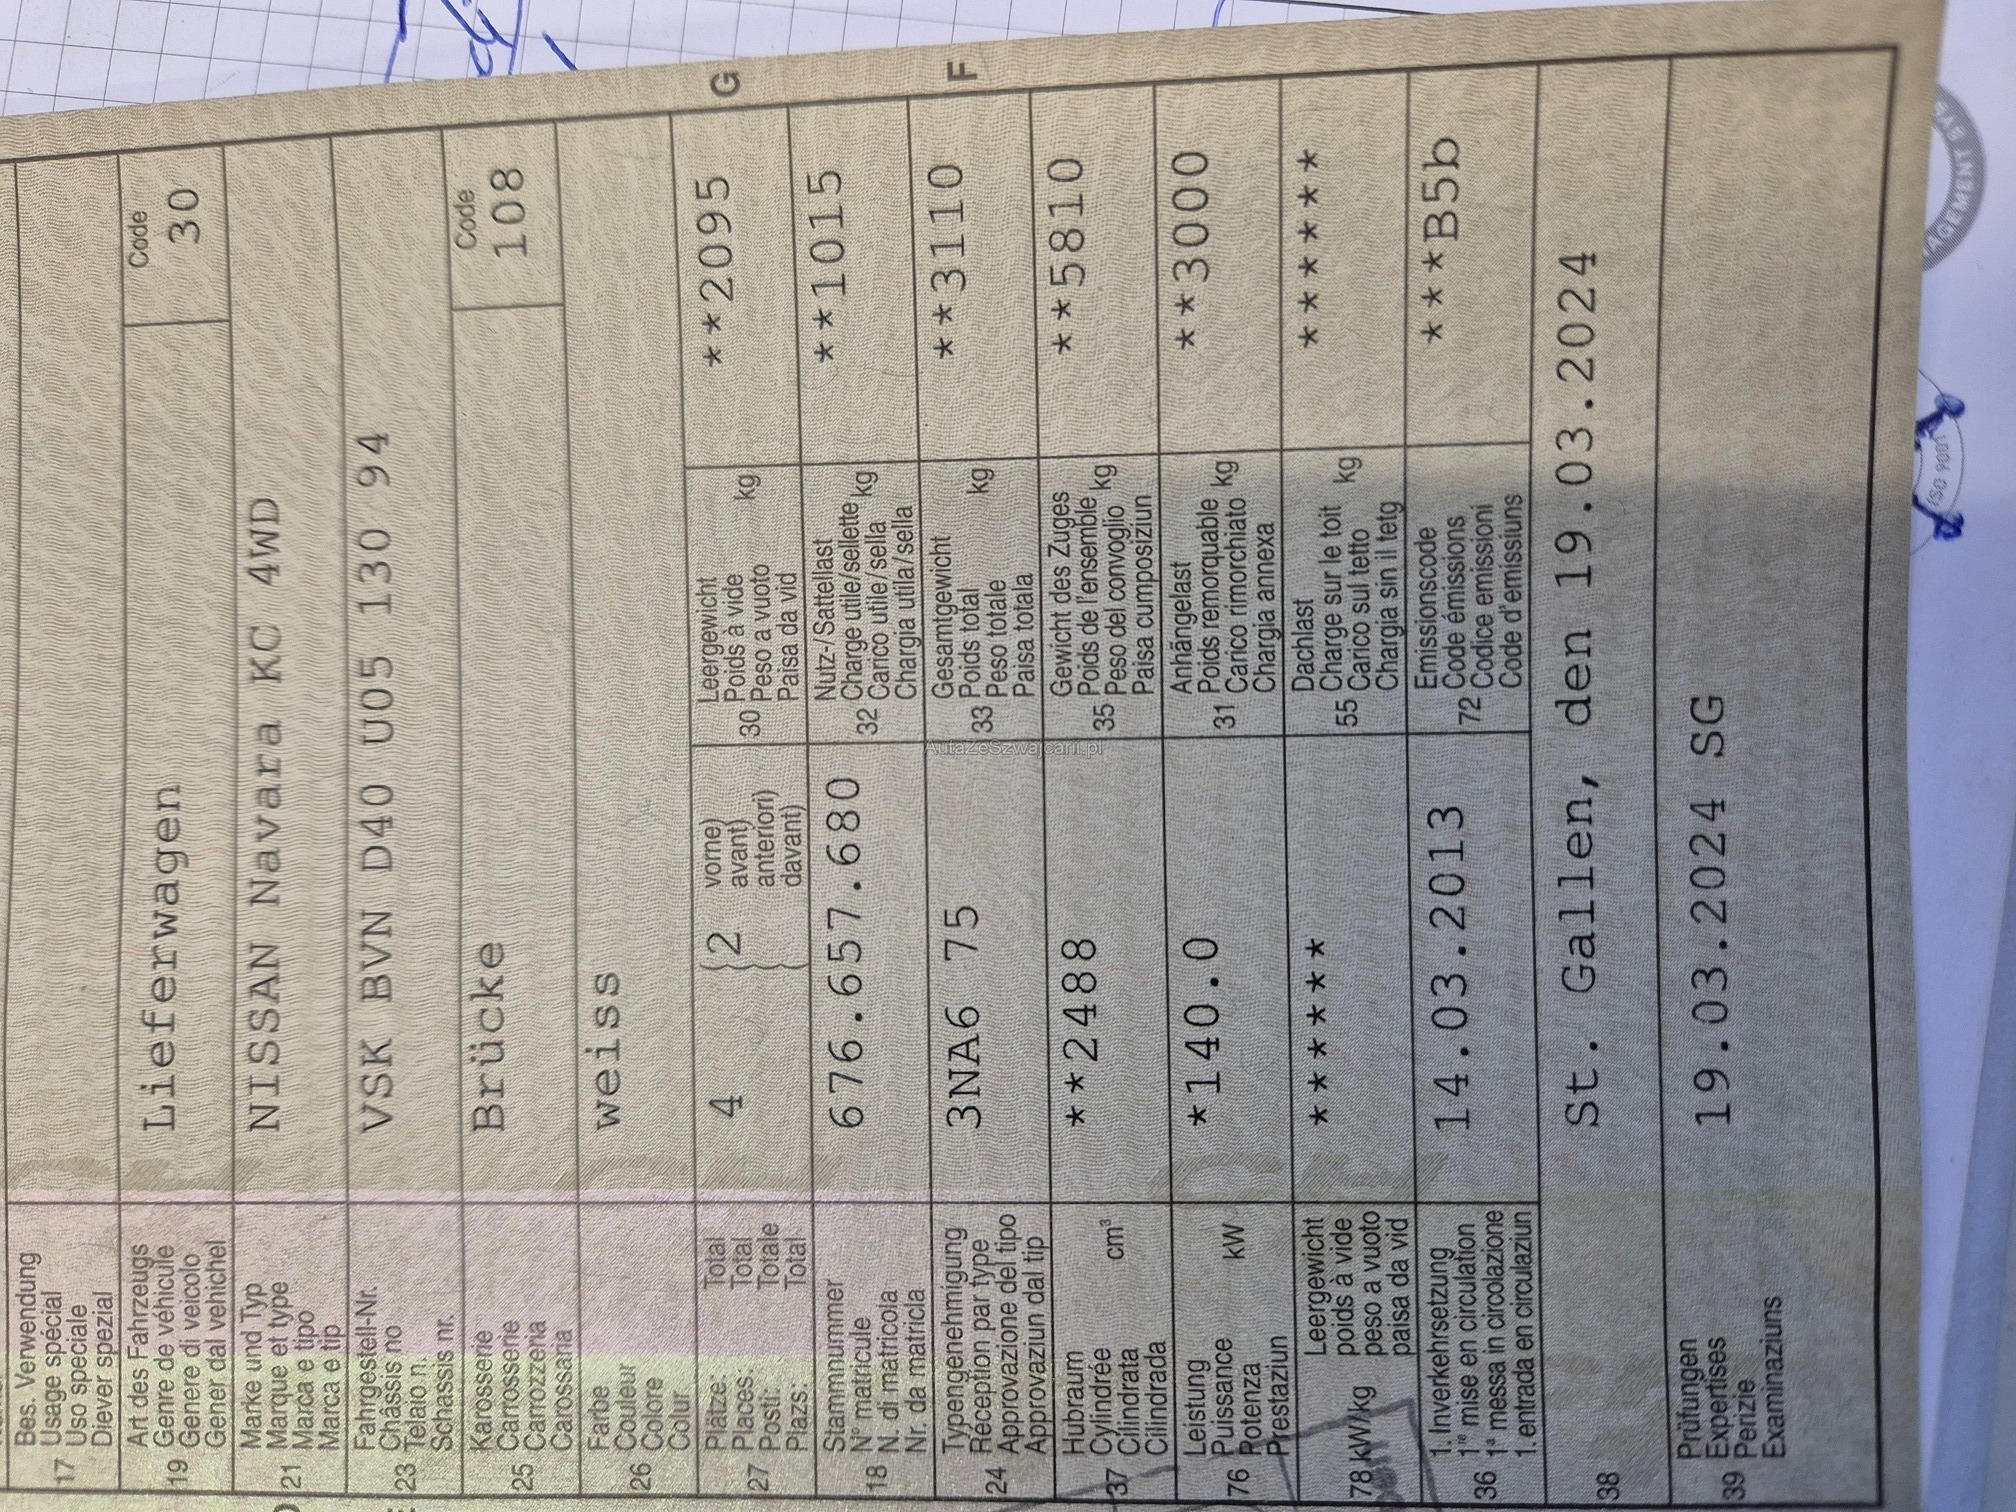 Bes. Verwendung
Usage spécial
17 Uso speciale
Diever spezial
Art des Fahrzeugs
Genre de véhicule
19 Genere di veicolo
Gener dal vehichel
Lieferwagen
Code
30
Marke und Typ
Marque et type
21 Marca e tipo
Marca e tip
NISSAN Navara KC 4WD
Fahrgestell-Nr.
Châssis no
23 Telaio n.
Schassis nr.
VSK BVN D40 U05 130 94
Karosserie
Carrosserie
25 Carrozzeria
Carossaria
Brücke
Code
108
Farbe
26 Couleur
Colore
Colur
weiss
Plätze: Total
27 Places: Total
Posti: Totale
Plazs: Total
4 2
vorne)
avant)
anteriori)
davant)
Leergewicht
Poids à vide
30 Peso a vuoto kg
Paisa da vid
**2095 G
Stammnummer
N° matricule
18 N. di matricola
Nr. da matricla
676.657.680
Nutz-/Sattellast
Charge utile/sellette
32 Carico utile/sella kg
Chargia utila/sella
**1015
Typengenehmigung
Réception par type
24 Approvazione del tipo
Approvaziun dal tip
3NA6 75
Gesamtgewicht
33 Poids total kg
Peso totale
Paisa totala
**3110 F
Hubraum
37 Cylindrée cm³
Cilindrata
Cilindrada
**2488
Gewicht des Zuges
Poids de l'ensemble
35 Peso del convoglio kg
Paisa cumposiziun
**5810
Leistung
Puissance kW
76 Potenza
Prestaziun
*140.0
Anhängelast
Poids remorquable
31 Carico rimorchiato kg
Chargia annexa
**3000
Leergewicht
poids à vide
78 kW/kg peso a vuoto
paisa da vid
******
Dachlast
Charge sur le toit
55 Carico sul tetto kg
Chargia sin il tetg
******
1. Inverkehrsetzung
1re mise en circulation
36 1a messa in circolazione
1. entrada en circulaziun
14.03.2013
Emissionscode
Code émissions
72 Codice emissioni
Code d'emissiuns
***B5b
38
St. Gallen, den 19.03.2024
Prüfungen
Expertises
39 Perizie
Examinaziuns
19.03.2024 SG
AutaZeSzwajcarii.pl
ISO 9001